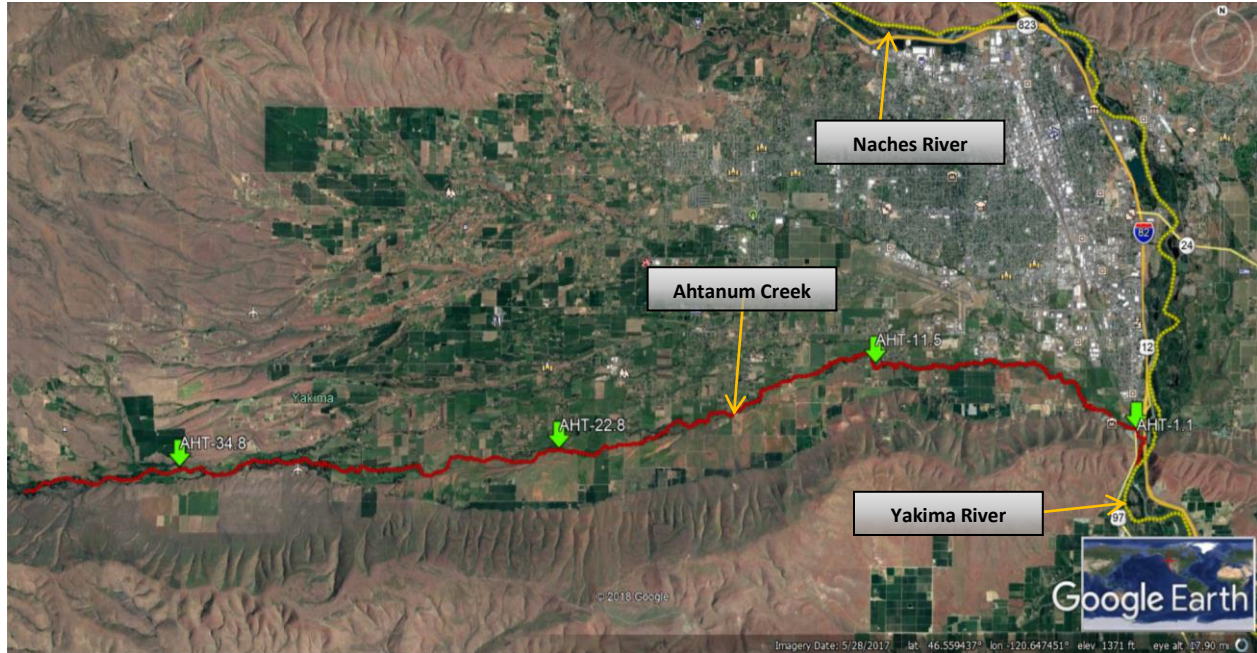 N
823
Naches River
82
24
Ahtanum Creek
12
AHT-11.5
Yakima
AHT-22.8
AHT-1.1
AHT-34.8
Yakima River
97
© 2018 Google
Google Earth
Imagery Date: 5/28/2017 lat 46.559437° lon -120.647451° elev 1371 ft eye alt 17.90 mi